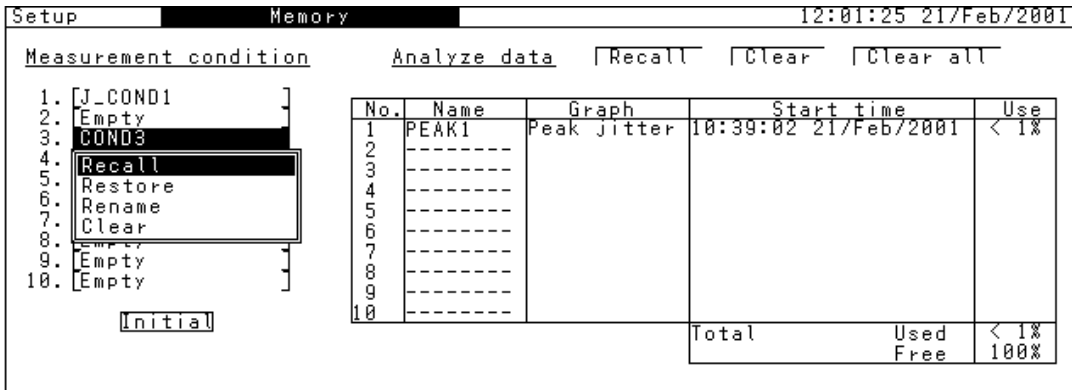 Setup Memory 12:01:25 21/Feb/2001
Measurement condition Analyze data Recall Clear Clear all
1. [J_COND1 ]
2. [Empty ]
3. COND3
4.
5.
6.
7.
8. Empty
9. [Empty ]
10. [Empty ]
Recall
Restore
Rename
Clear
Initial
No. Name Graph Start time Use
1 PEAK1 Peak jitter 10:39:02 21/Feb/2001 < 1%
2 --------
3 --------
4 --------
5 --------
6 --------
7 --------
8 --------
9 --------
10 --------
Total Used < 1%
Free 100%